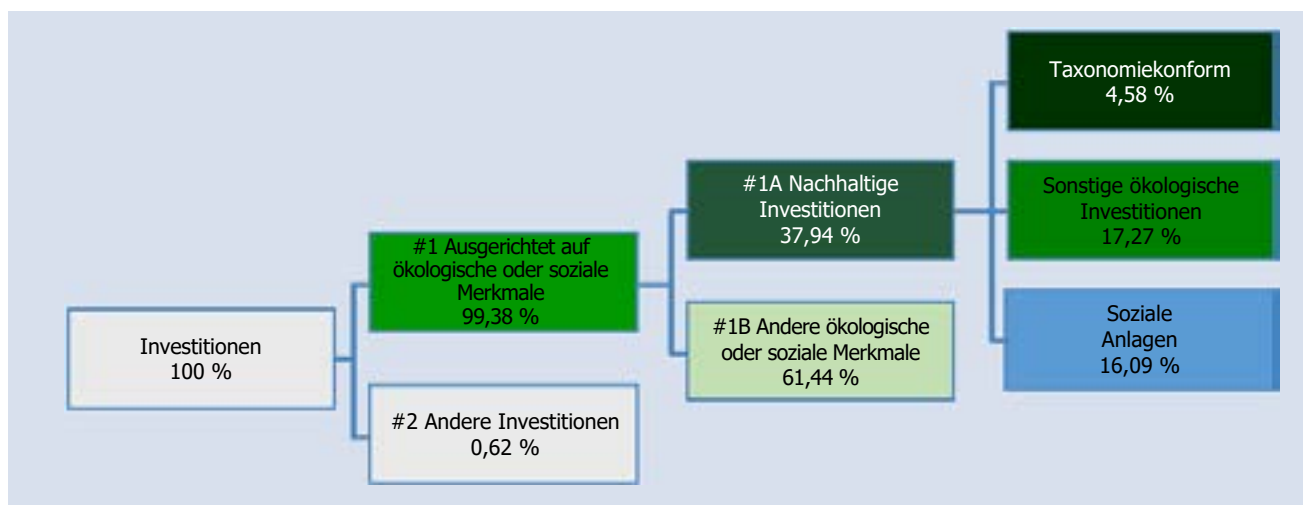 Investitionen
100 %
#1 Ausgerichtet auf
ökologische oder soziale
Merkmale
99,38 %
#2 Andere Investitionen
0,62 %
#1A Nachhaltige
Investitionen
37,94 %
#1B Andere ökologische
oder soziale Merkmale
61,44 %
Taxonomiekonform
4,58 %
Sonstige ökologische
Investitionen
17,27 %
Soziale
Anlagen
16,09 %